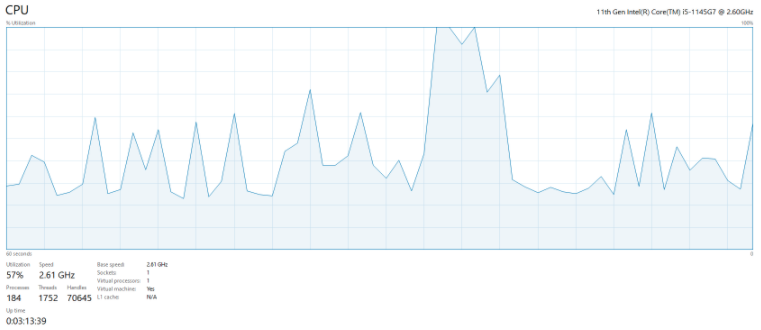 CPU 11th Gen Intel(R) Core(TM) i5-1145G7 @ 2.60GHz
% Utilization 100%
60 seconds 0
Utilization Speed Base speed: 2.61 GHz
57% 2.61 GHz Sockets: 1
Virtual processors: 1
Processes Threads Handles Virtual machine: Yes
184 1752 70645 L1 cache: N/A
Up time
0:03:13:39